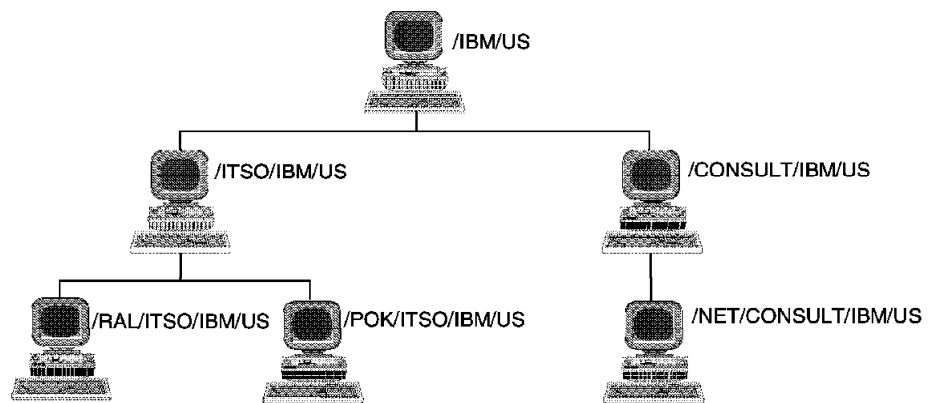 /IBM/US
/ITSO/IBM/US
/CONSULT/IBM/US
/RAL/ITSO/IBM/US
/POK/ITSO/IBM/US
/NET/CONSULT/IBM/US